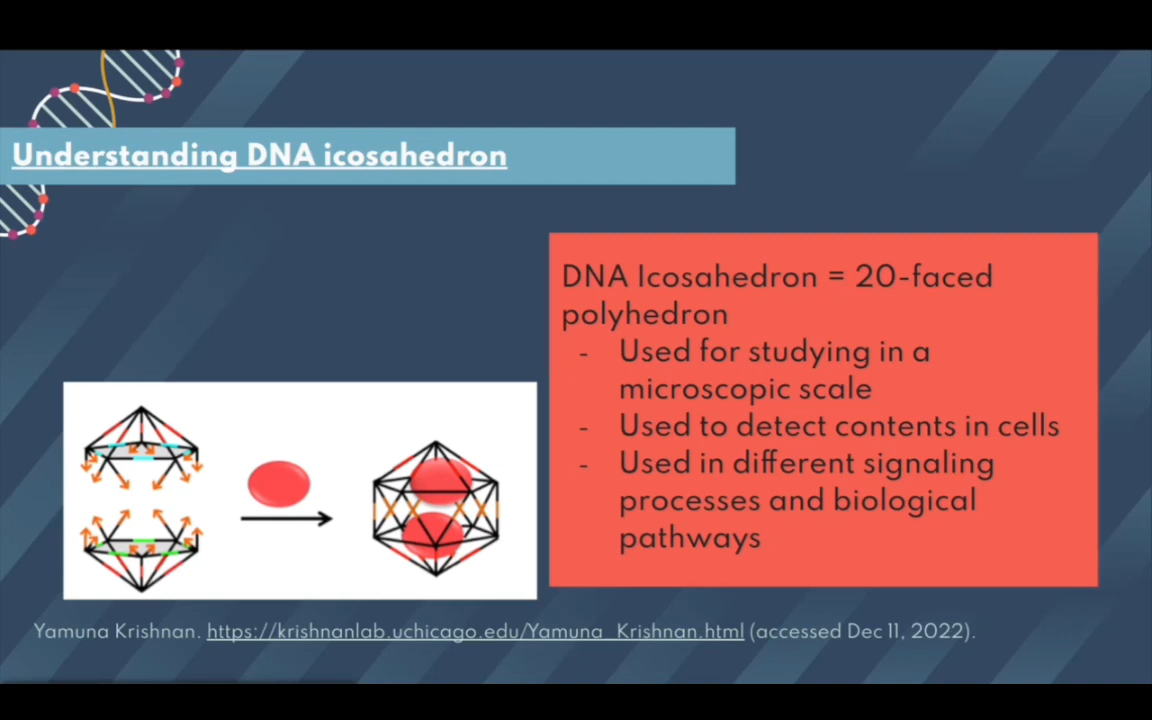 Understanding DNA icosahedron
DNA Icosahedron = 20-faced
polyhedron
- Used for studying in a
microscopic scale
- Used to detect contents in cells
- Used in different signaling
processes and biological
pathways
Yamuna Krishnan. https://krishnanlab.uchicago.edu/Yamuna_Krishnan.html (accessed Dec 11, 2022).